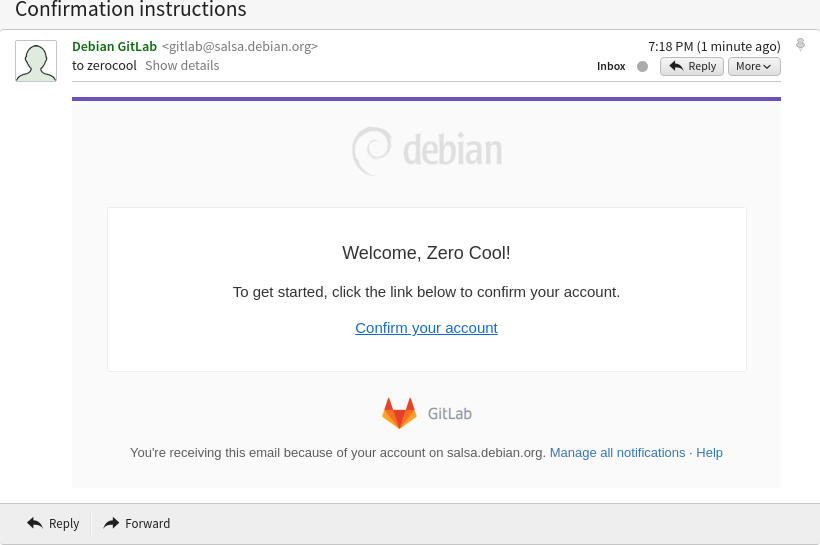 Confirmation instructions
Debian GitLab <gitlab@salsa.debian.org> 7:18 PM (1 minute ago)
to zerocool Show details Inbox Reply More
debian
Welcome, Zero Cool!
To get started, click the link below to confirm your account.
Confirm your account
GitLab
You're receiving this email because of your account on salsa.debian.org. Manage all notifications · Help
Reply Forward